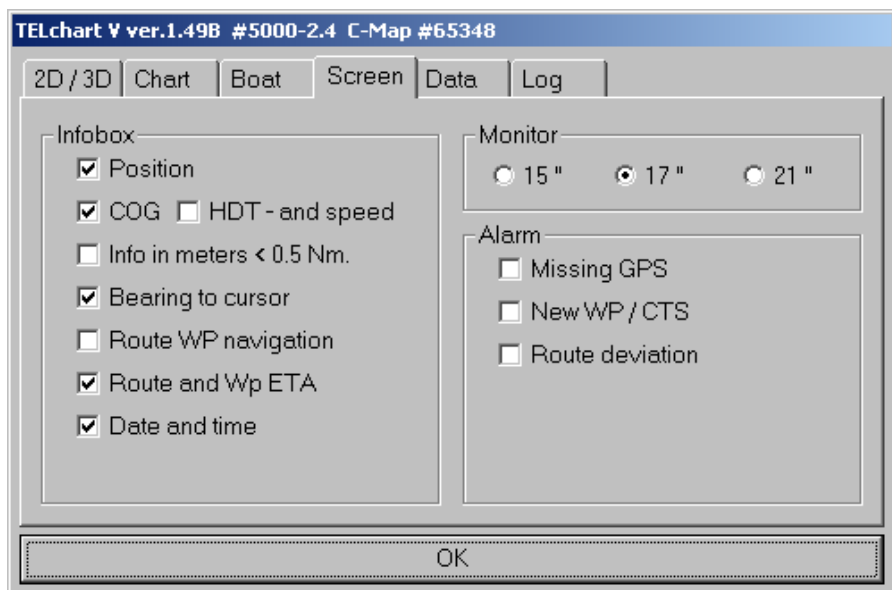 TELchart V ver.1.49B #5000-2.4 C-Map #65348
2D / 3D Chart Boat Screen Data Log
Infobox
Position
COG HDT - and speed
Info in meters < 0.5 Nm.
Bearing to cursor
Route WP navigation
Route and Wp ETA
Date and time
Monitor
15 " 17 " 21 "
Alarm
Missing GPS
New WP / CTS
Route deviation
OK